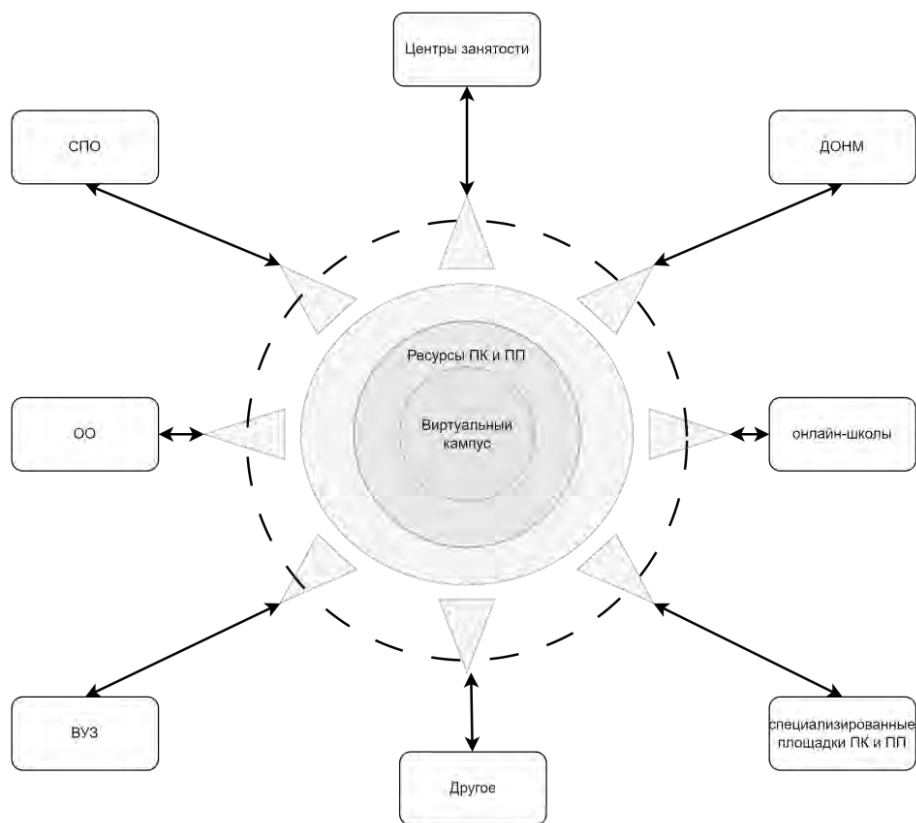 Центры занятости
СПО
ДОНМ
Ресурсы ПК и ПП
Виртуальный
кампус
ОО
онлайн-школы
ВУЗ
специализированные
площадки ПК и ПП
Другое